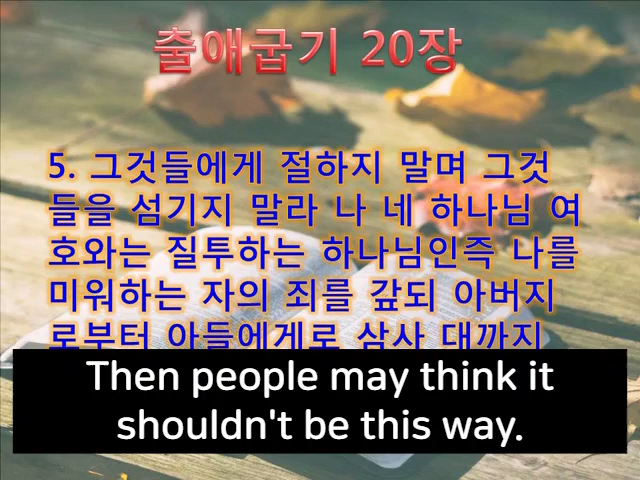 출애굽기 20장
5. 그것들에게 절하지 말며 그것
들을 섬기지 말라 나 네 하나님 여
호와는 질투하는 하나님인즉 나를
미워하는 자의 죄를 갚되 아버지
로부터 아들에게로 삼사 대까지
Then people may think it
shouldn't be this way.